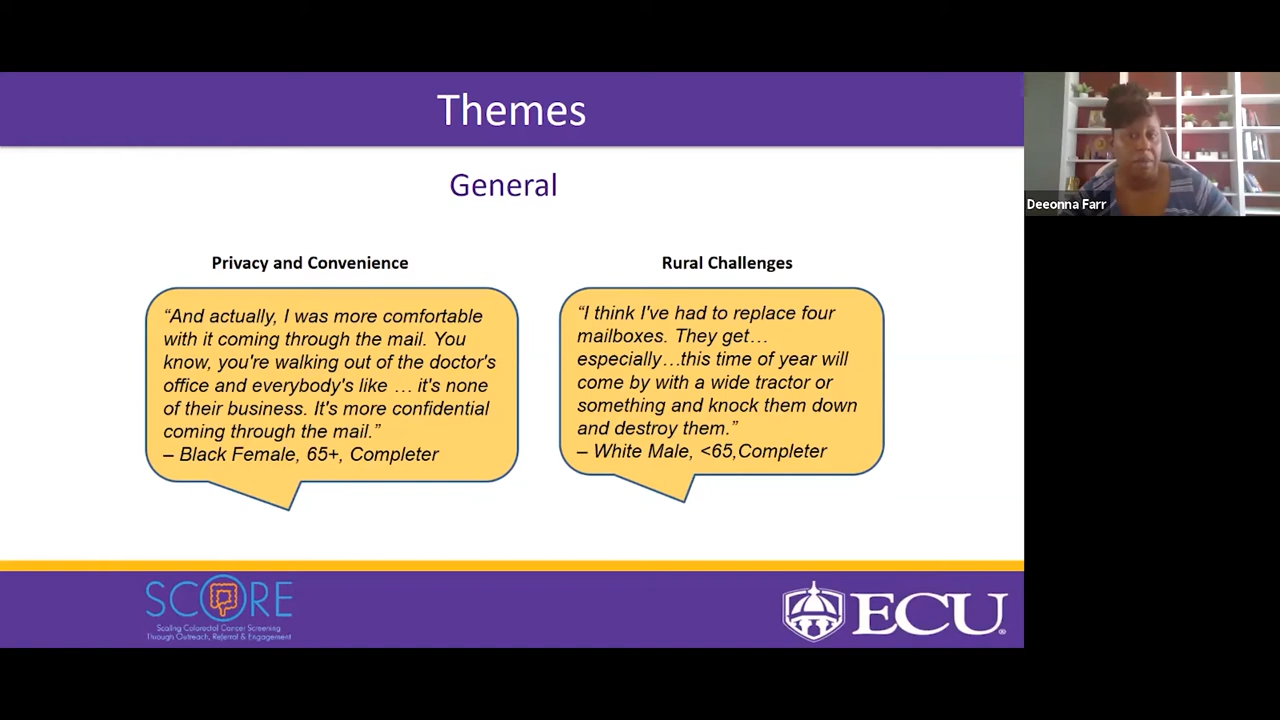 Themes
General
Privacy and Convenience
“And actually, I was more comfortable
with it coming through the mail. You
know, you're walking out of the doctor's
office and everybody's like … it's none
of their business. It's more confidential
coming through the mail.”
– Black Female, 65+, Completer
Rural Challenges
“I think I've had to replace four
mailboxes. They get…
especially…this time of year will
come by with a wide tractor or
something and knock them down
and destroy them.”
– White Male, <65,Completer
SCORE
Scaling Colorectal Cancer Screening
Through Outreach, Referral & Engagement
ECU®
Deeonna Farr